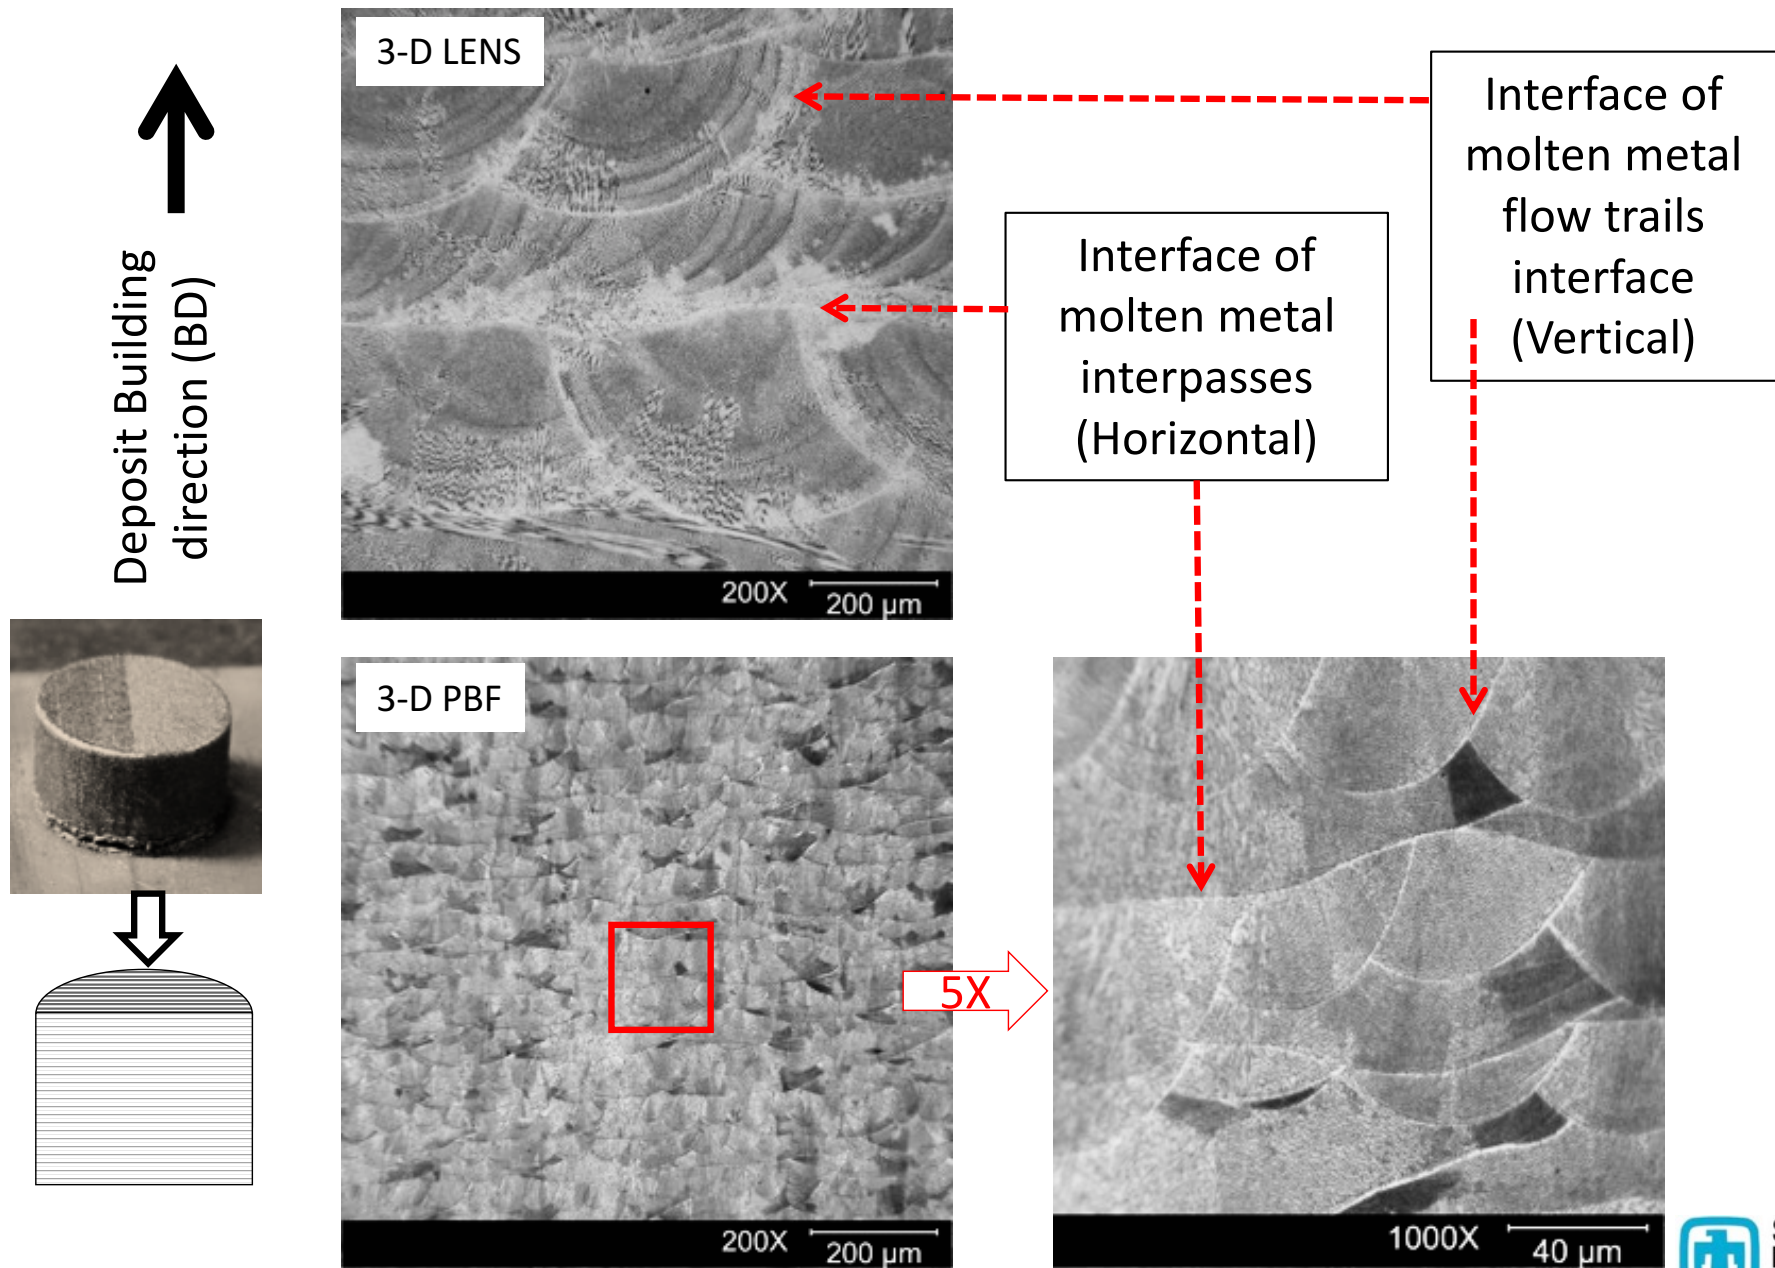 3-D LENS
Interface of
molten metal
flow trails
interface
(Vertical)
Interface of
molten metal
interpasses
(Horizontal)
Deposit Building
direction (BD)
200X
200 µm
3-D PBF
5X
200X
200 µm
1000X
40 µm